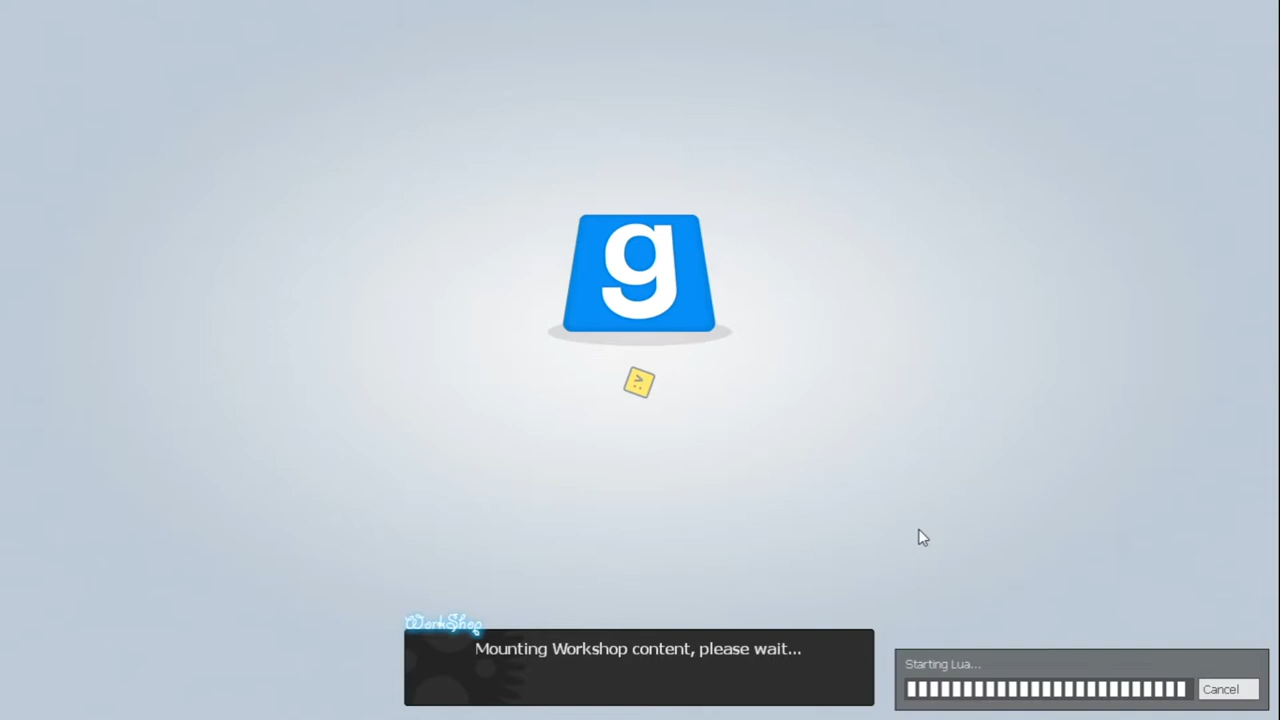 g
:>
WorkShop
Mounting Workshop content, please wait...
Starting Lua...
Cancel